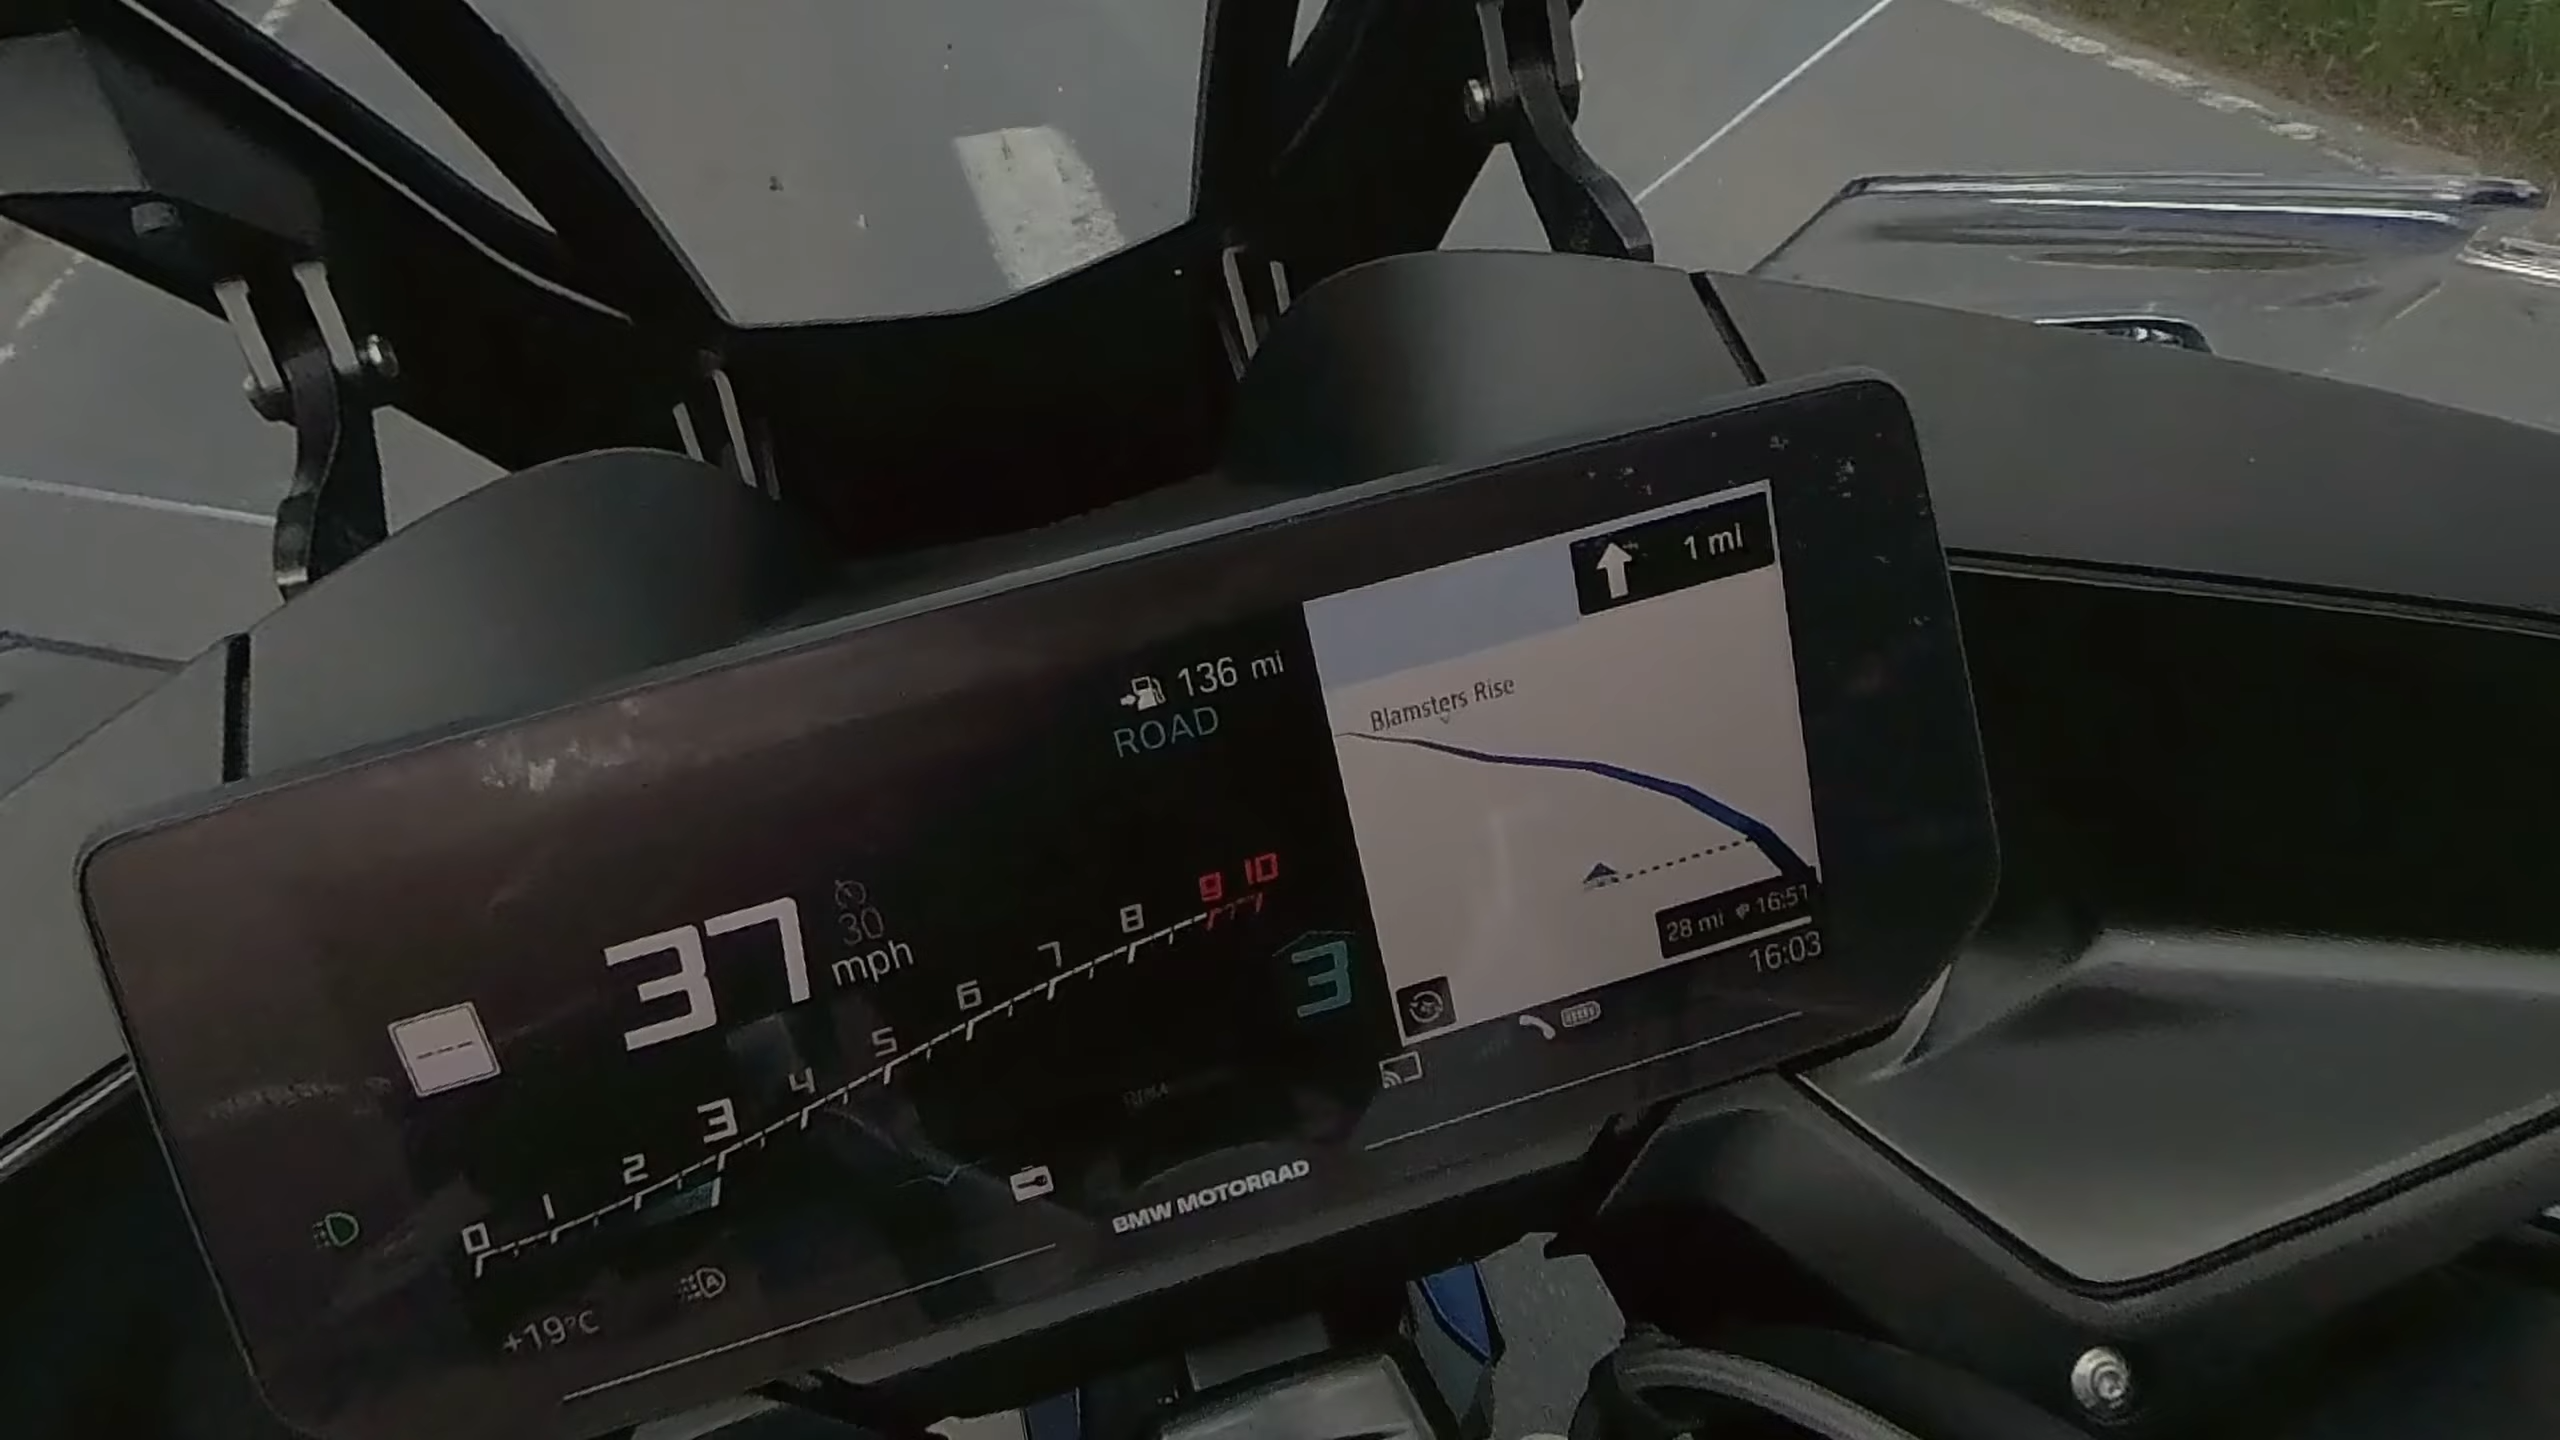 1 mi
136 mi
ROAD
Blamsters Rise
28 mi 16:51
16:03
37
30
mph
---
0 1 2 3 4 5 6 7 8 9 10
3
A
+19°C
BMW MOTORRAD